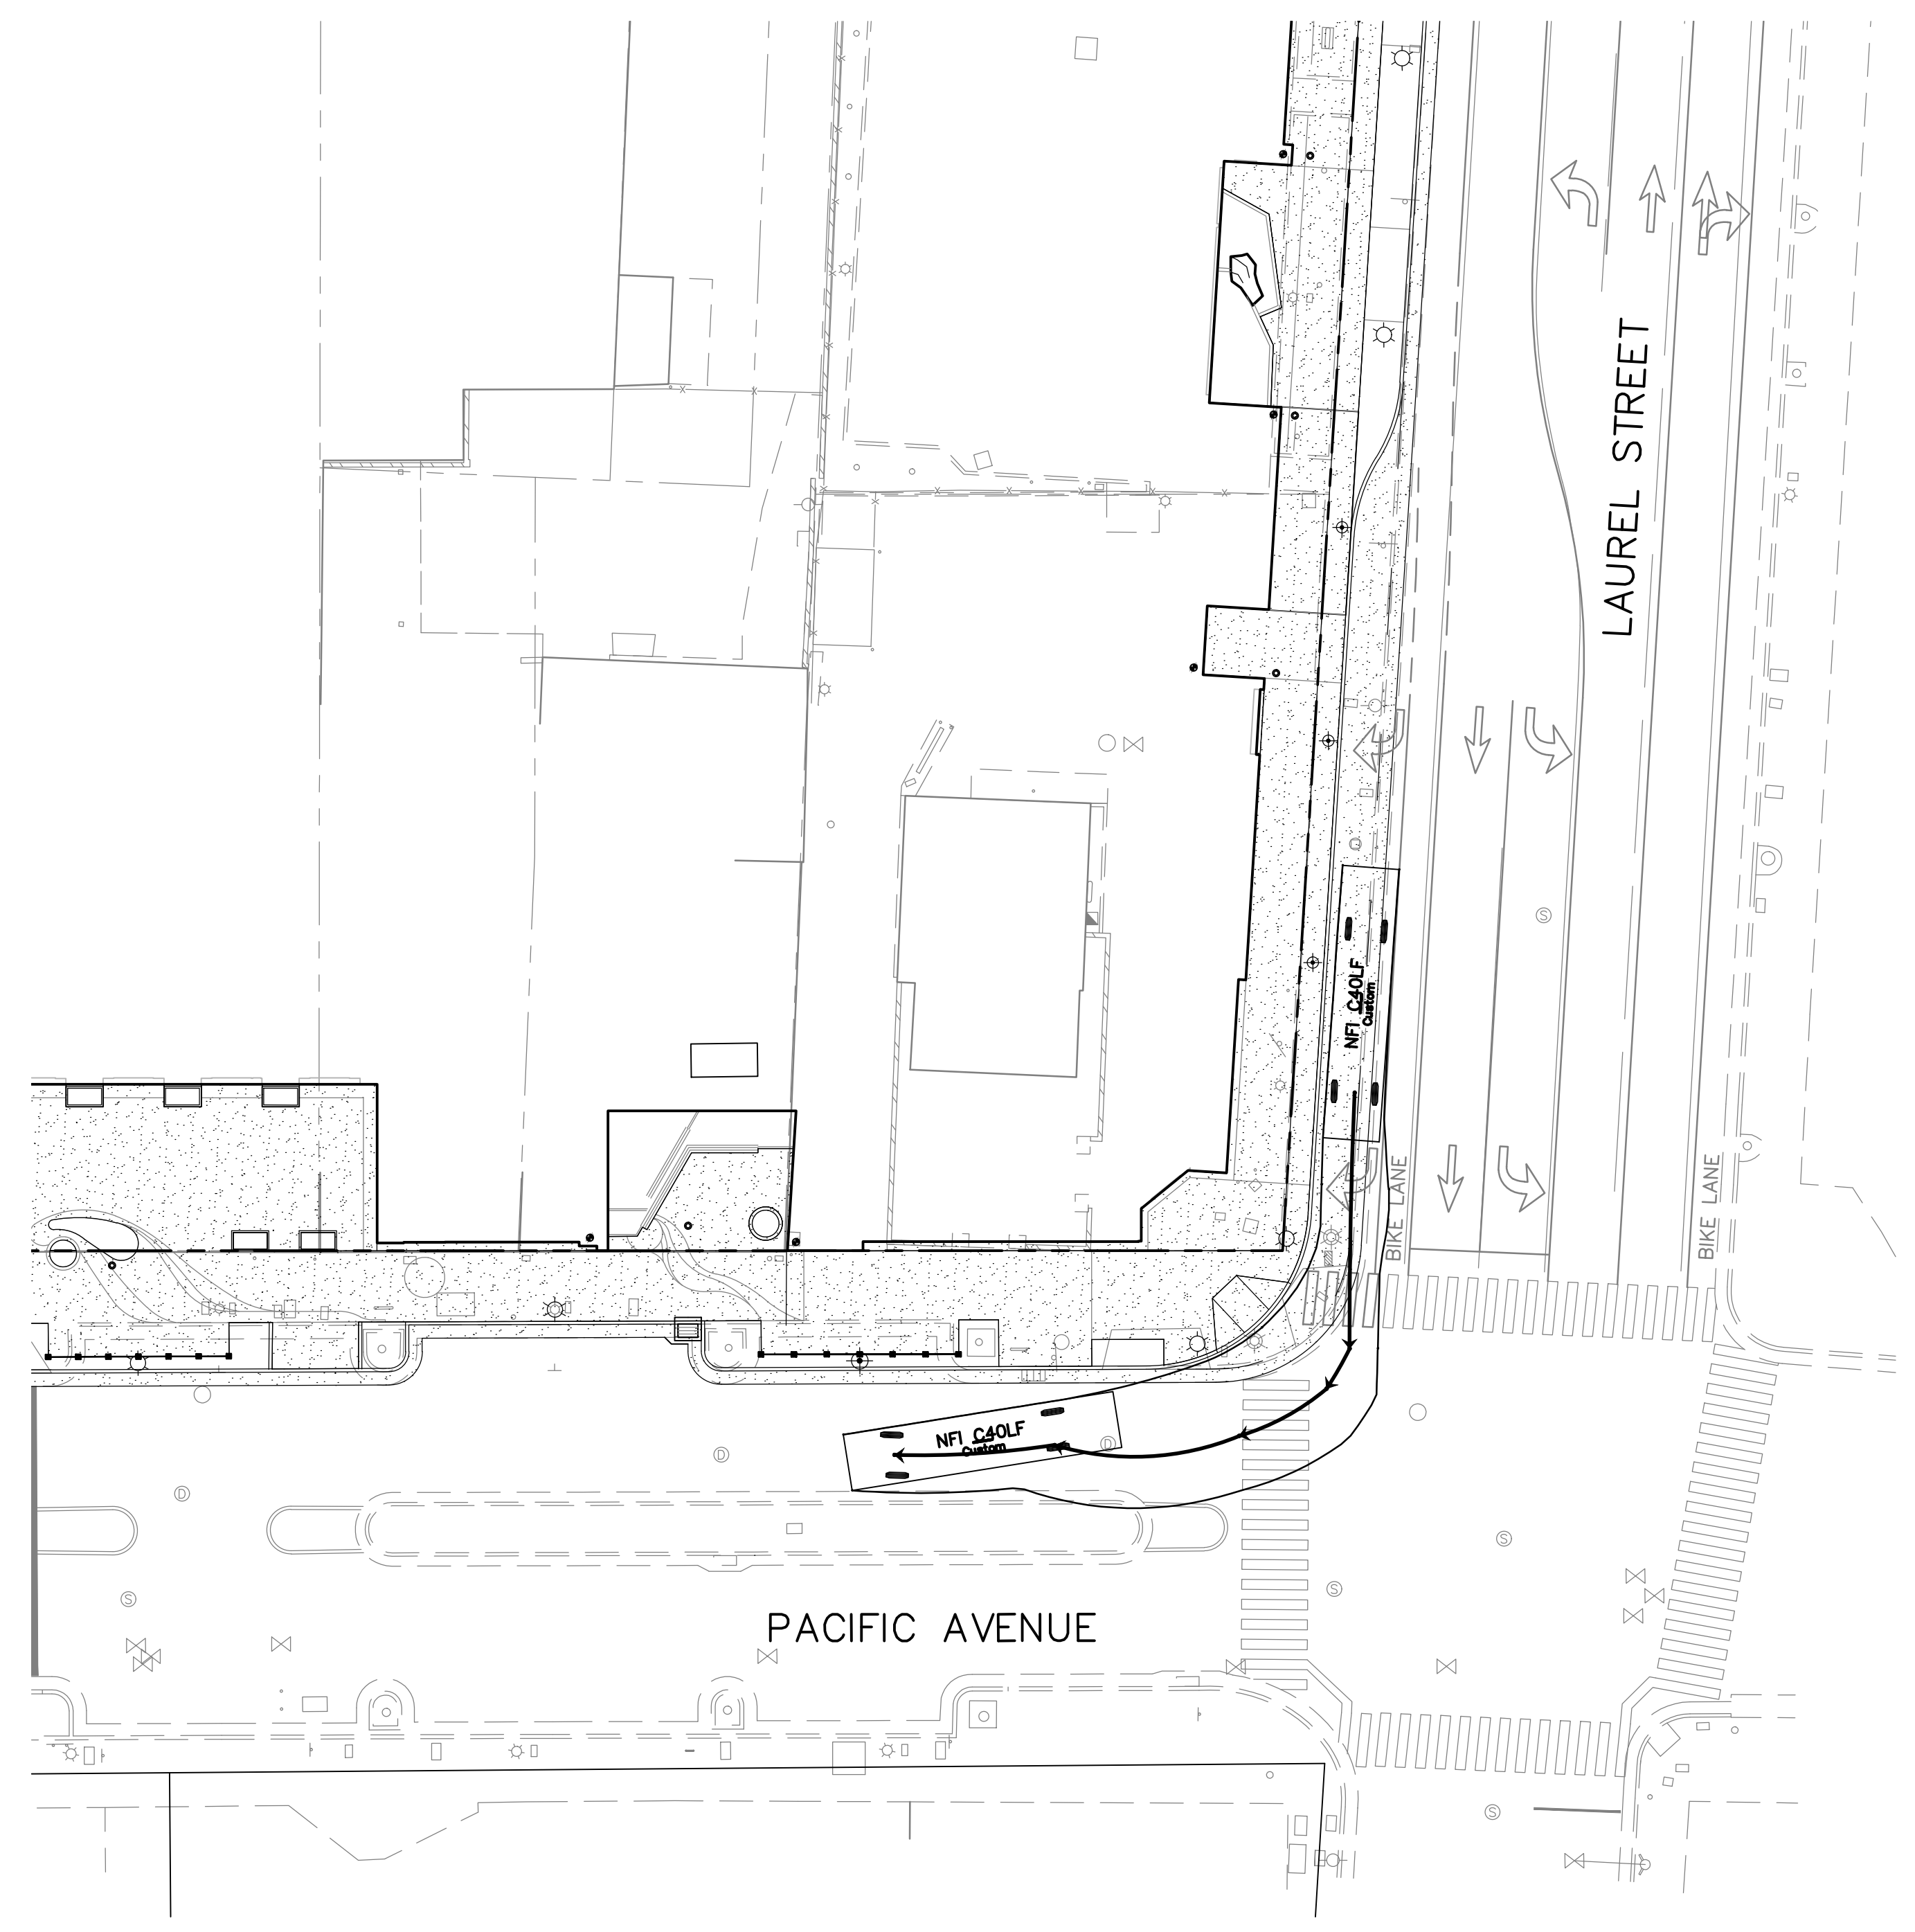 LAUREL STREET
NFI C40LF
Custom
BIKE LANE
BIKE LANE
NFI C40LF
Custom
PACIFIC AVENUE
S
D
D
D
S
S
S
S